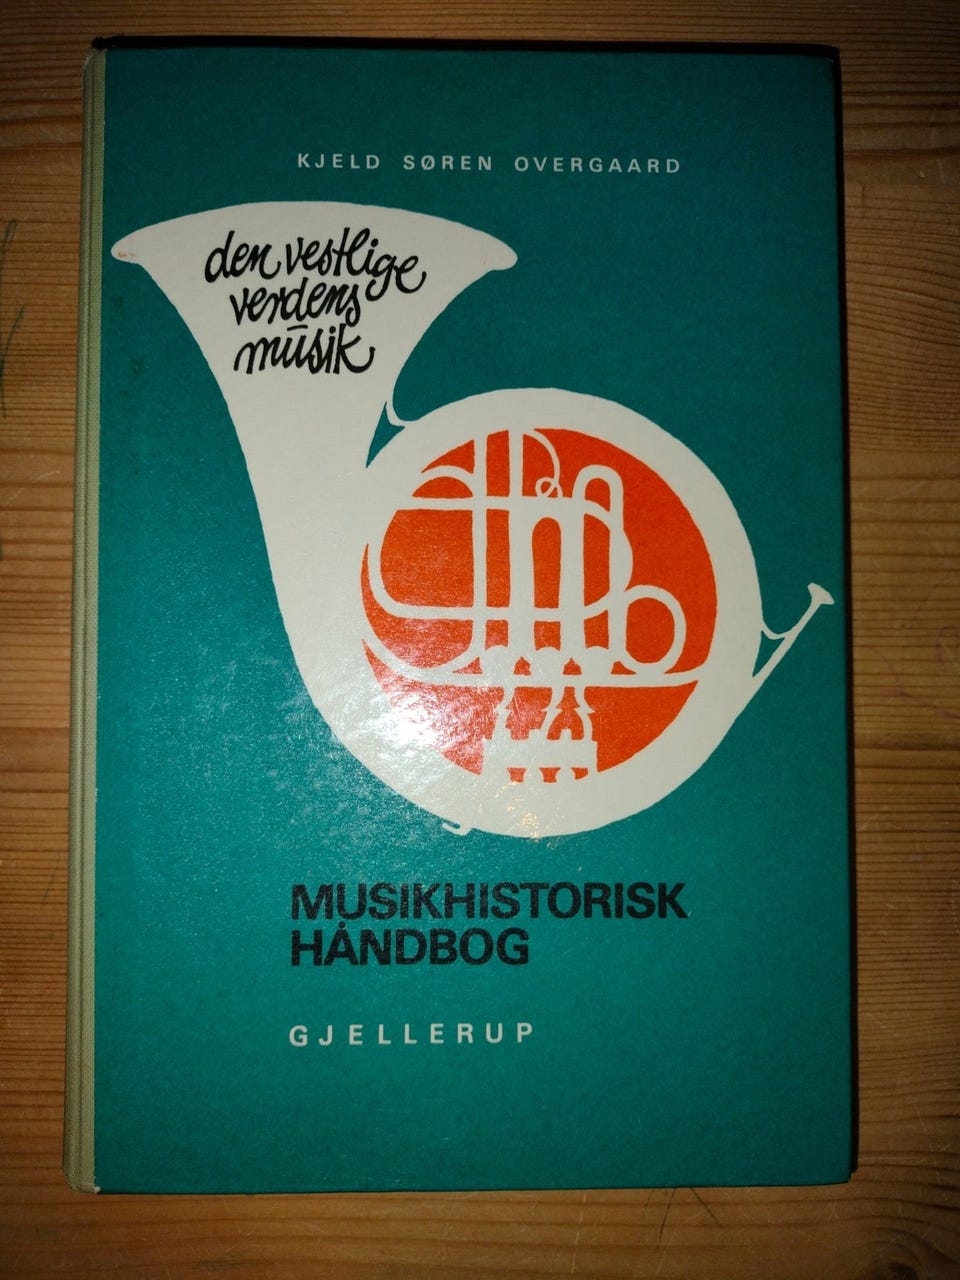 KJELD SØREN OVERGAARD
den vestlige
verdens
musik
MUSIKHISTORISK
HÅNDBOG
GJELLERUP